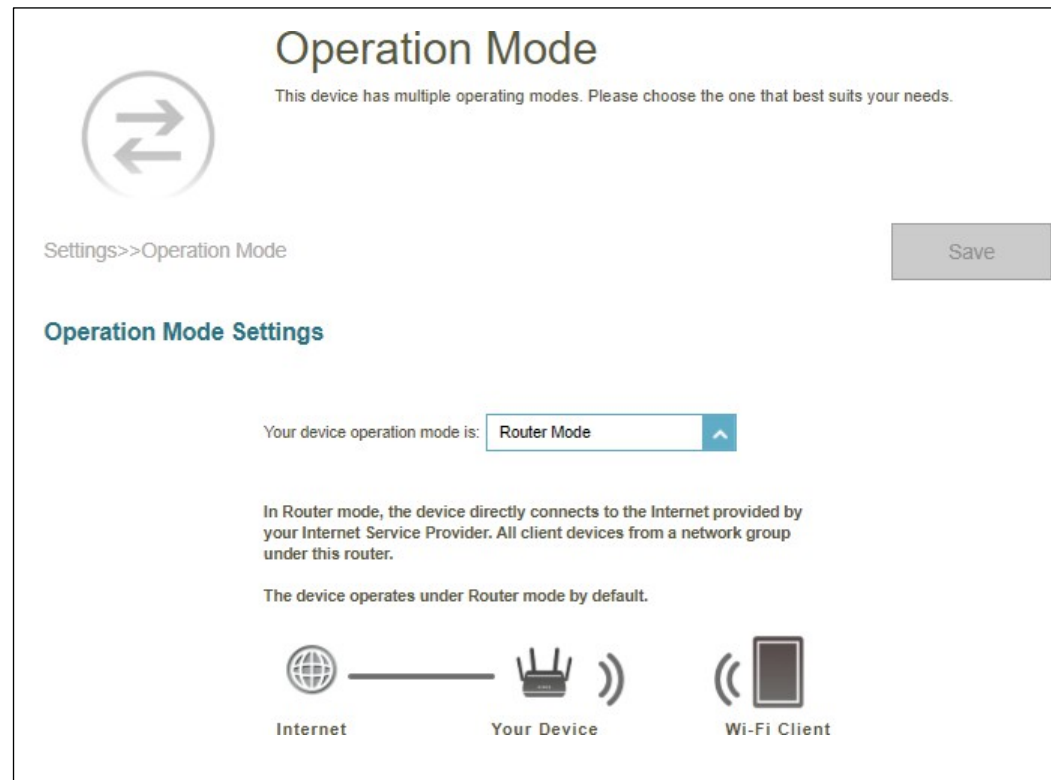 Operation Mode
This device has multiple operating modes. Please choose the one that best suits your needs.
Settings>>Operation Mode
Save
Operation Mode Settings
Your device operation mode is: Router Mode
In Router mode, the device directly connects to the Internet provided by
your Internet Service Provider. All client devices from a network group
under this router.
The device operates under Router mode by default.
Internet Your Device Wi-Fi Client